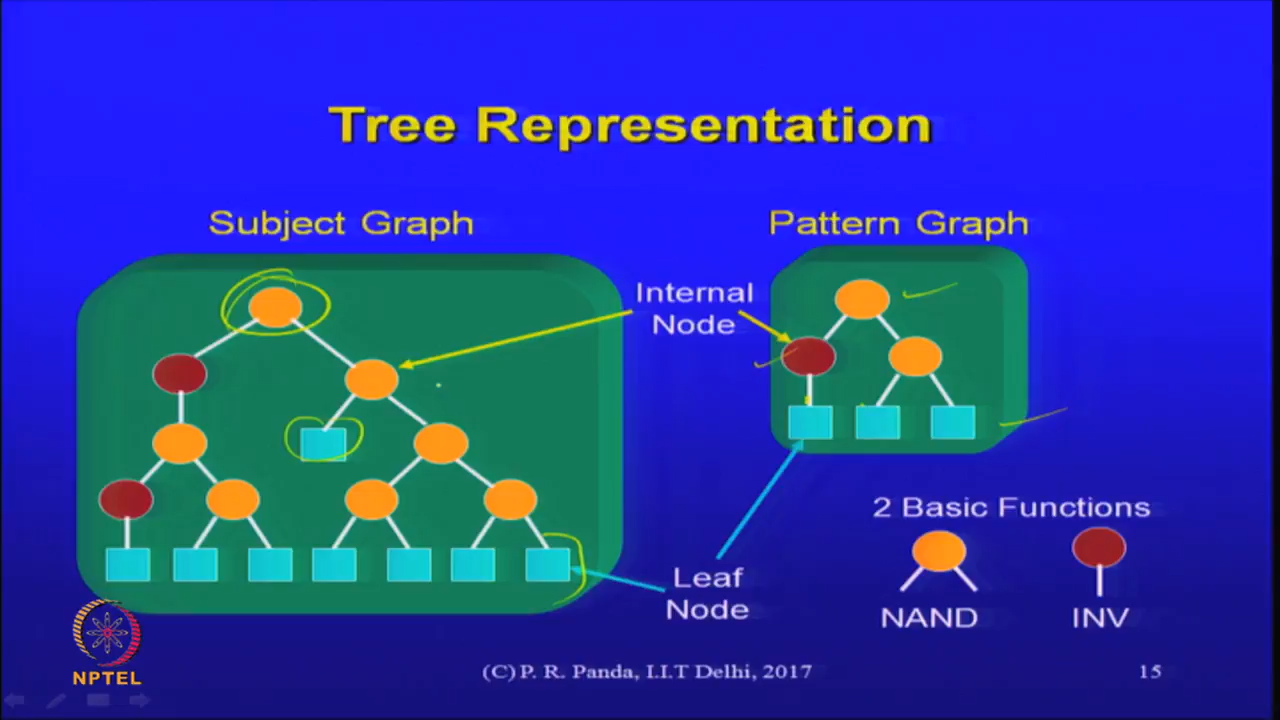 Tree Representation
Subject Graph
Pattern Graph
Internal
Node
2 Basic Functions
Leaf
Node
NAND
INV
NPTEL
(C) P. R. Panda, I.I.T Delhi, 2017
15